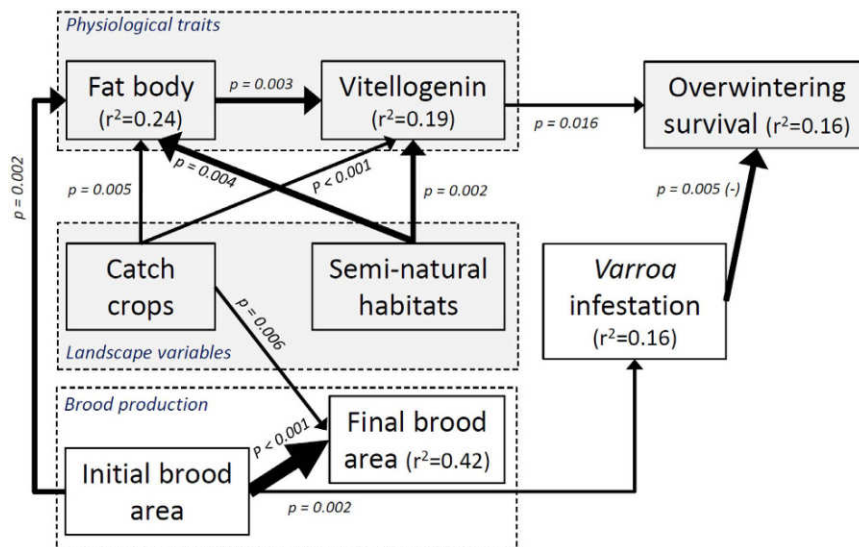 Physiological traits
Fat body
(r²=0.24)
p = 0.003
Vitellogenin
(r²=0.19)
p = 0.016
Overwintering
survival (r²=0.16)
p = 0.002
p = 0.005
p = 0.004
p < 0.001
p = 0.002
p = 0.005 (-)
Catch
crops
Semi-natural
habitats
Varroa
infestation
(r²=0.16)
Landscape variables
p = 0.006
Brood production
P < 0.001
Final brood
area (r²=0.42)
Initial brood
area
p = 0.002